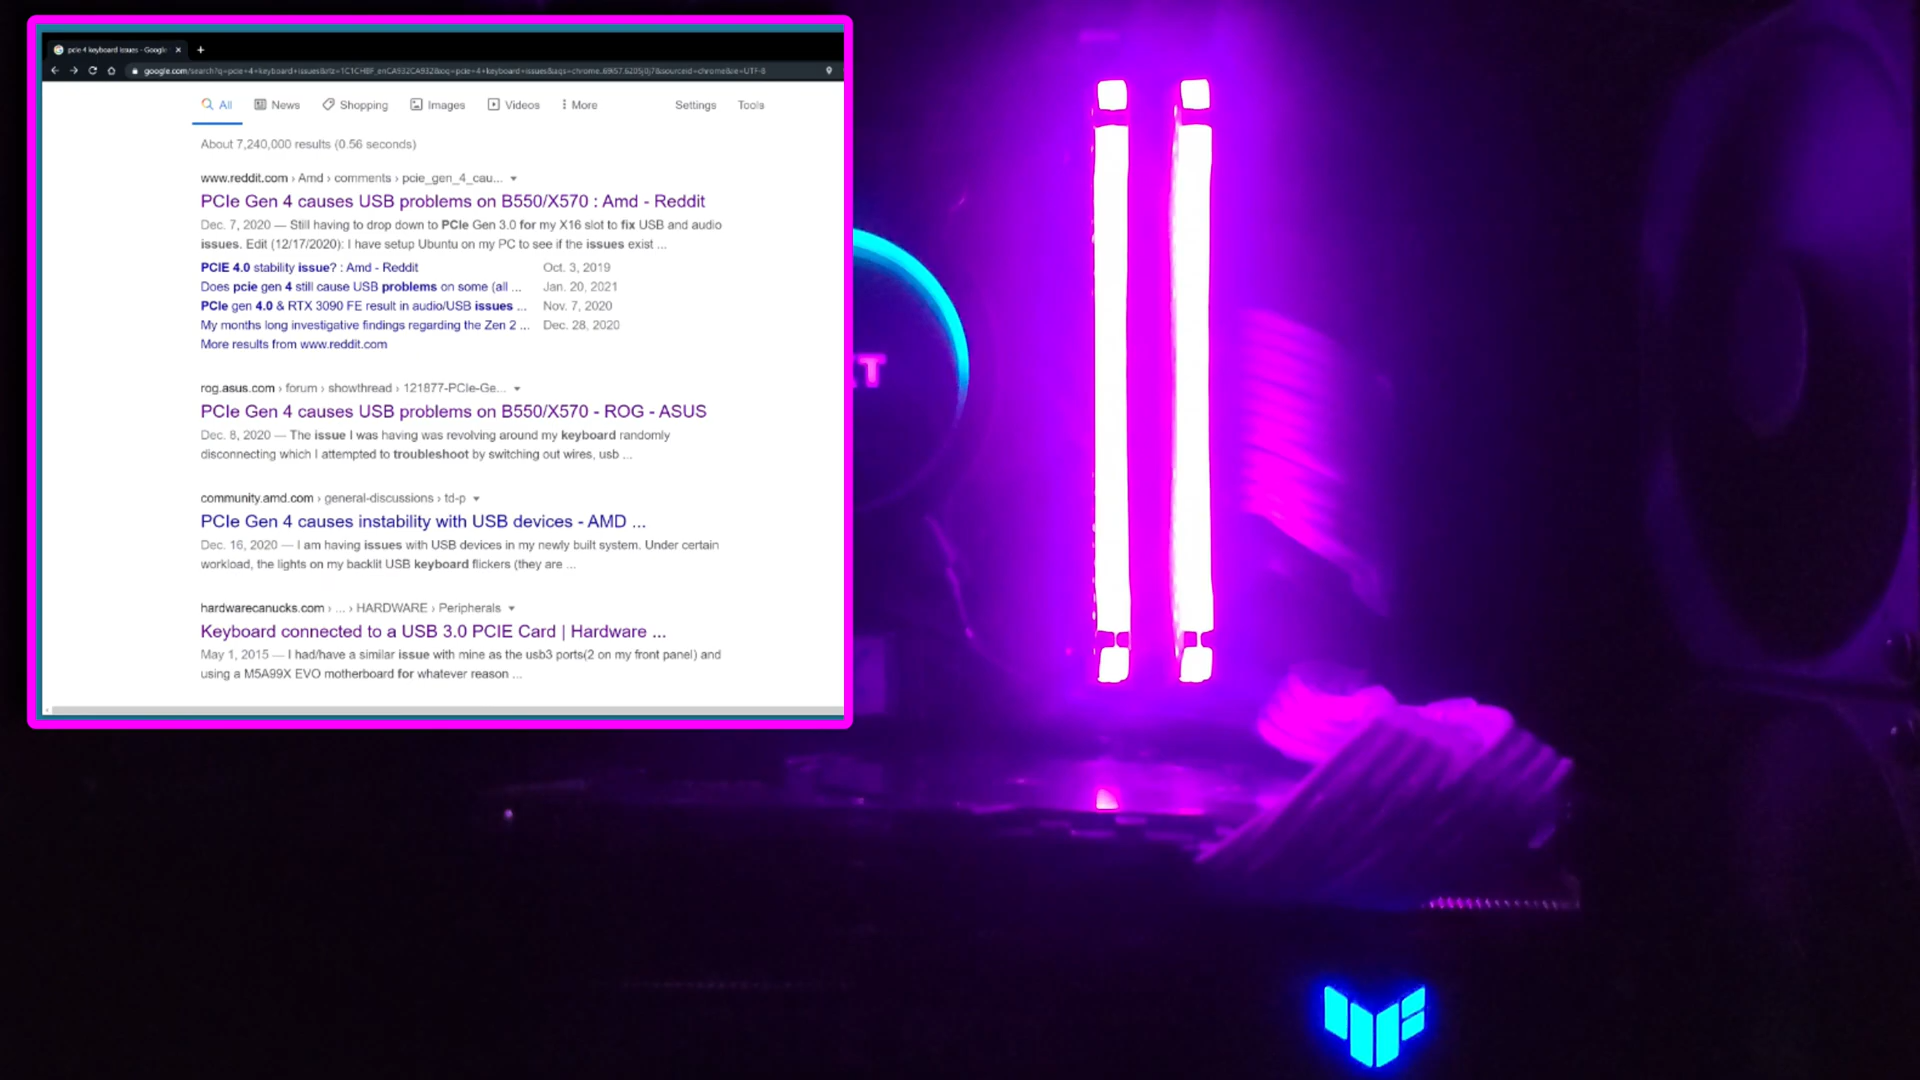 pcie 4 keyboard issues - Google
All News Shopping Images Videos More Settings Tools
About 7,240,000 results (0.56 seconds)
www.reddit.com › Amd › comments › pcie_gen_4_cau...
PCIe Gen 4 causes USB problems on B550/X570 : Amd - Reddit
Dec. 7, 2020 — Still having to drop down to PCIe Gen 3.0 for my X16 slot to fix USB and audio
issues. Edit (12/17/2020): I have setup Ubuntu on my PC to see if the issues exist ...
PCIE 4.0 stability issue? : Amd - Reddit Oct. 3, 2019
Does pcie gen 4 still cause USB problems on some (all ... Jan. 20, 2021
PCIe gen 4.0 & RTX 3090 FE result in audio/USB issues ... Nov. 7, 2020
My months long investigative findings regarding the Zen 2 ... Dec. 28, 2020
More results from www.reddit.com
rog.asus.com › forum › showthread › 121877-PCIe-Ge...
PCIe Gen 4 causes USB problems on B550/X570 - ROG - ASUS
Dec. 8, 2020 — The issue I was having was revolving around my keyboard randomly
disconnecting which I attempted to troubleshoot by switching out wires, usb ...
community.amd.com › general-discussions › td-p
PCIe Gen 4 causes instability with USB devices - AMD ...
Dec. 16, 2020 — I am having issues with USB devices in my newly built system. Under certain
workload, the lights on my backlit USB keyboard flickers (they are ...
hardwarecanucks.com › ... › HARDWARE › Peripherals
Keyboard connected to a USB 3.0 PCIE Card | Hardware ...
May 1, 2015 — I had/have a similar issue with mine as the usb3 ports(2 on my front panel) and
using a M5A99X EVO motherboard for whatever reason ...